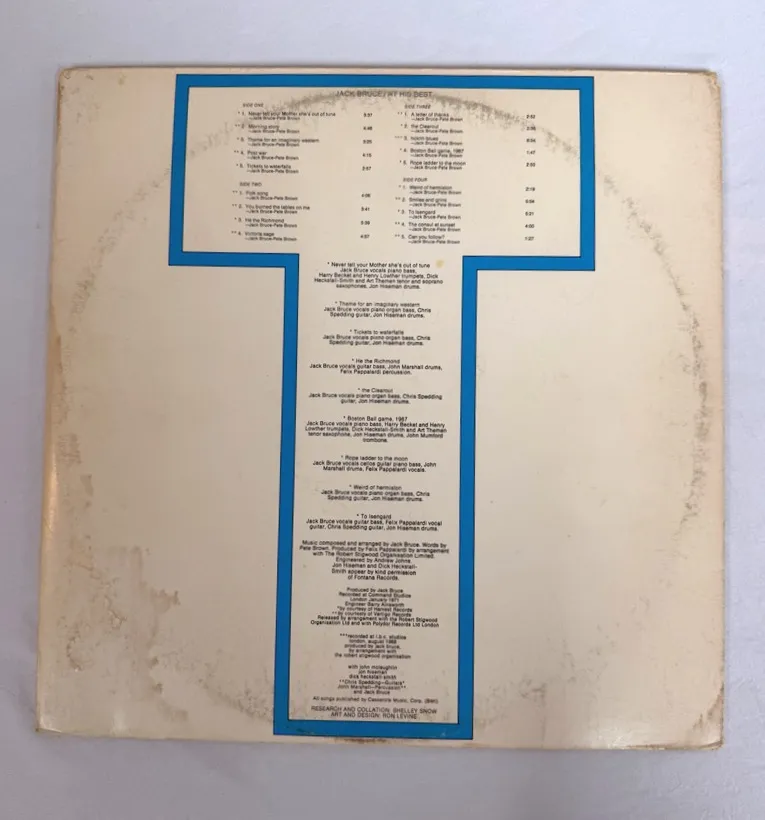 JACK BRUCE/AT HIS BEST
SIDE ONE
* 1. Never tell your Mother she's out of tune 3:37
—Jack Bruce-Pete Brown
** 2. Morning story 4:48
—Jack Bruce-Pete Brown
* 3. Theme for an imaginary western
—Jack Bruce-Pete Brown
** 4. Post war
—Jack Bruce-Pete Brown
* 5. Tickets to waterfalls
—Jack Bruce-Pete Brown
SIDE TWO
** 1. Folk song
—Jack Bruce-Pete Brown
** 2. You burned the tables on me
—Jack Bruce-Pete Brown
* 3. He the Richmond
—Jack Bruce-Pete Brown
** 4. Victoria sage
—Jack Bruce-Pete Brown
SIDE THREE
** 1. A letter of thanks
—Jack Bruce-Pete Brown
* 2. the Clearout
—Jack Bruce-Pete Brown
—Jack Bruce-Pete Brown
* 4. Boston Ball game, 1967 1:47
—Jack Bruce-Pete Brown
* 5. Rope ladder to the moon
—Jack Bruce-Pete Brown
SIDE FOUR
* 1. Weird of hermiston 2:19
—Jack Bruce-Pete Brown
** 2. Smiles and grins
—Jack Bruce-Pete Brown
* 3. To Isengard
—Jack Bruce-Pete Brown
** 4. The consul at sunset
—Jack Bruce-Pete Brown
** 5. Can you follow?
—Jack Bruce-Pete Brown
* Never tell your Mother she's out of tune
Jack Bruce vocals piano bass,
Harry Becket and Henry Lowther trumpets, Dick
Heckstall-Smith and Art Themen tenor and soprano
saxophones, Jon Hiseman drums.
* Theme for an imaginary western
Jack Bruce vocals piano organ bass, Chris
Spedding guitar, Jon Hiseman drums.
* Tickets to waterfalls
Jack Bruce vocals piano organ bass, Chris
Spedding guitar, Jon Hiseman drums.
* He the Richmond
Jack Bruce vocals guitar bass, John Marshall drums,
Felix Pappalardi percussion.
* the Clearout
Jack Bruce vocals piano organ bass, Chris Spedding
guitar, Jon Hiseman drums.
* Boston Ball game, 1967
Jack Bruce vocals piano bass, Harry Becket and Henry
Lowther trumpets, Dick Heckstall-Smith and Art Themen
tenor saxophone, Jon Hiseman drums, John Mumford
trombone.
* Rope ladder to the moon
Jack Bruce vocals cellos guitar piano bass, John
Marshall drums, Felix Pappalardi vocals.
* Weird of hermiston
Jack Bruce vocals piano organ bass, Chris
Spedding guitar, Jon Hiseman drums.
* To Isengard
Jack Bruce vocals guitar bass, Felix Pappalardi vocal
guitar, Chris Spedding guitar, Jon Hiseman drums.
Music composed and arranged by Jack Bruce. Words by
Pete Brown. Produced by Felix Pappalardi by arrangement
with The Robert Stigwood Organisation Limited.
Engineered by Andrew Johns
Jon Hiseman and Dick Heckstall-
Smith appear by kind permission
of Fontana Records.
Produced by Jack Bruce
Recorded at Command Studios
London January 1971
Engineer Barry Ainsworth
*by courtesy of Harvest Records
**by courtesy of Vertigo Records
Released by arrangement with the Robert Stigwood
Organisation Ltd and with Polydor Records Ltd London
***recorded at i.b.c. studios
london, august 1968
produced by jack bruce,
by arrangement with
the robert stigwood organisation
with john mclaughlin
jon hiseman
dick heckstall-smith
**Chris Spedding—Guitars*
John Marshall—Percussion**
and Jack Bruce
All songs published by Casserole Music, Corp. (BMI)
RESEARCH AND COLLATION: SHELLEY SNOW
ART AND DESIGN: RON LEVINE